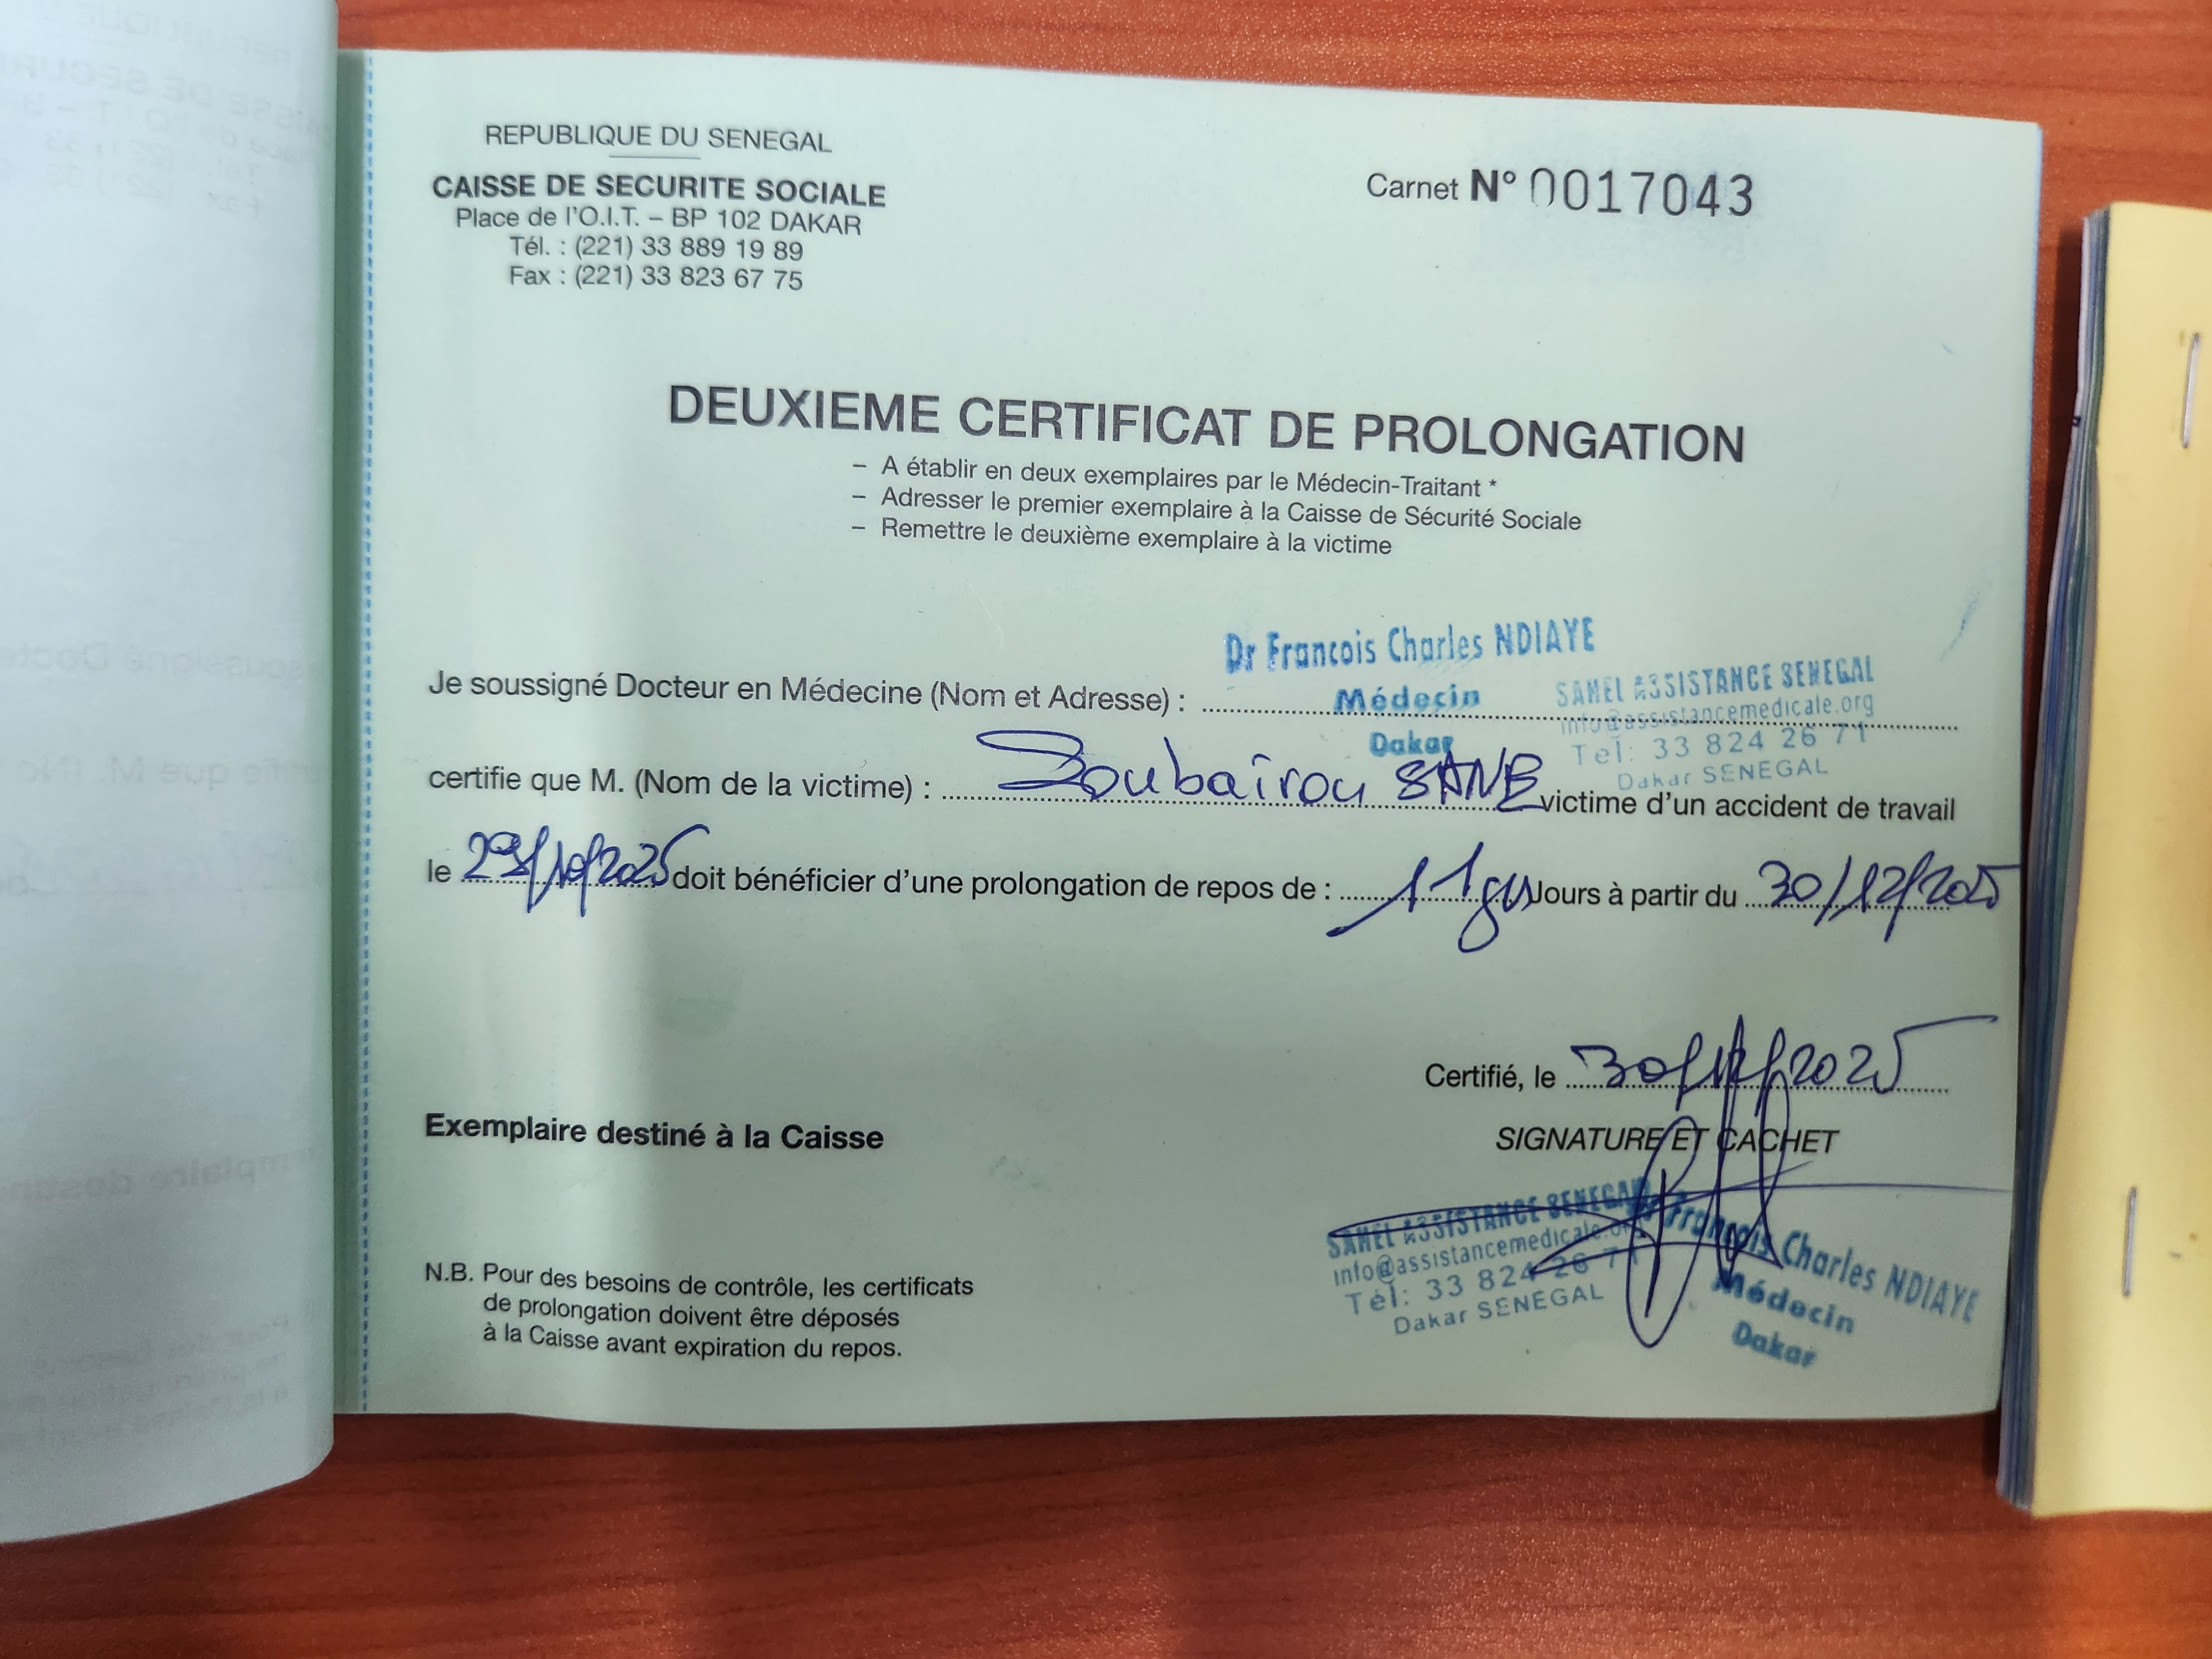 REPUBLIQUE DU SENEGAL
CAISSE DE SECURITE SOCIALE
Place de l'O.I.T. – BP 102 DAKAR
Tél. : (221) 33 889 19 89
Fax : (221) 33 823 67 75
Carnet N° 0017043
DEUXIEME CERTIFICAT DE PROLONGATION
– A établir en deux exemplaires par le Médecin-Traitant *
– Adresser le premier exemplaire à la Caisse de Sécurité Sociale
– Remettre le deuxième exemplaire à la victime
Dr Francois Charles NDIAYE
Médecin
Dakar
SAHEL ASSISTANCE SENEGAL
info@assistancemedicale.org
Tel: 33 824 26 71
Dakar SENEGAL
Je soussigné Docteur en Médecine (Nom et Adresse) :
certifie que M. (Nom de la victime) : Zoubaïrou SANE victime d'un accident de travail
le 29/10/2025 doit bénéficier d'une prolongation de repos de : 11 Jours à partir du 30/12/2025
Certifié, le 30/12/2025
Exemplaire destiné à la Caisse
SIGNATURE ET CACHET
SAHEL ASSISTANCE SENEGAL
info@assistancemedicale.org
Tél: 33 824 26 71
Dakar SENEGAL
Francois Charles NDIAYE
Médecin
Dakar
N.B. Pour des besoins de contrôle, les certificats
de prolongation doivent être déposés
à la Caisse avant expiration du repos.